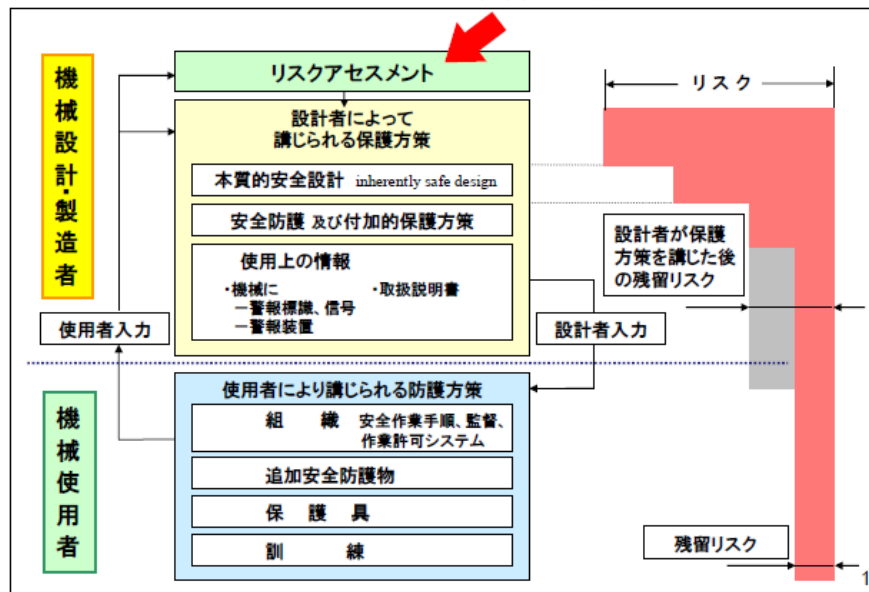 機械設計・製造者
リスクアセスメント
設計者によって
講じられる保護方策
本質的安全設計 inherently safe design
安全防護 及び付加的保護方策
使用上の情報
・機械に ・取扱説明書
－警報標識、信号
－警報装置
使用者入力
設計者入力
リスク
設計者が保護
方策を講じた後
の残留リスク
機械使用者
使用者により講じられる防護方策
組織 安全作業手順、監督、
作業許可システム
追加安全防護物
保護具
訓練
残留リスク
1